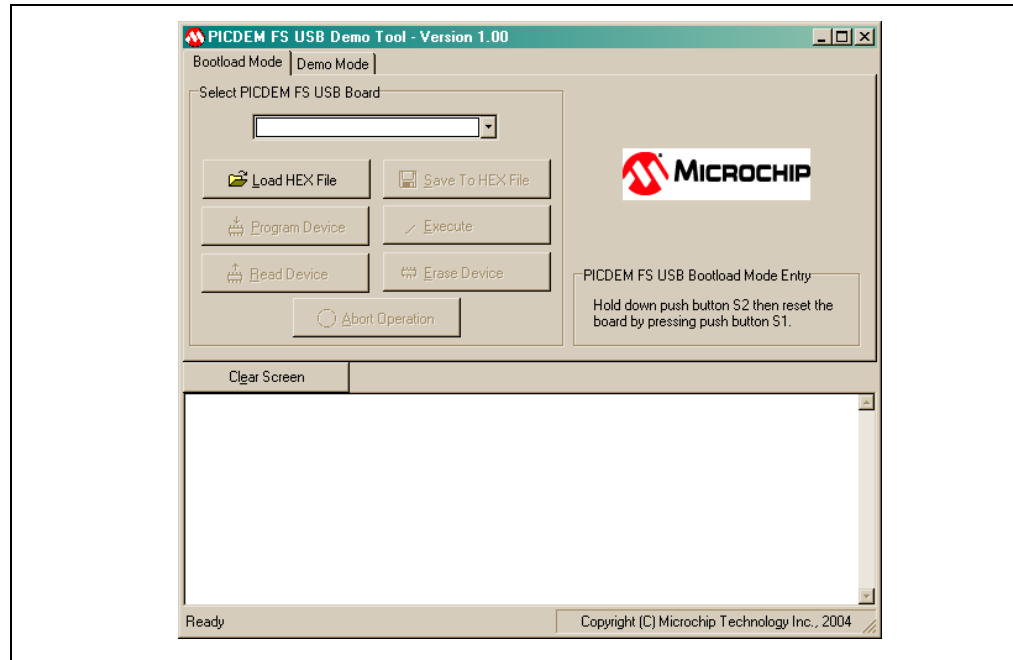 PICDEM FS USB Demo Tool - Version 1.00
Bootload Mode Demo Mode
Select PICDEM FS USB Board
Load HEX File Save To HEX File
Program Device Execute
Read Device Erase Device
Abort Operation
MICROCHIP
PICDEM FS USB Bootload Mode Entry
Hold down push button S2 then reset the
board by pressing push button S1.
Clear Screen
Ready Copyright (C) Microchip Technology Inc., 2004